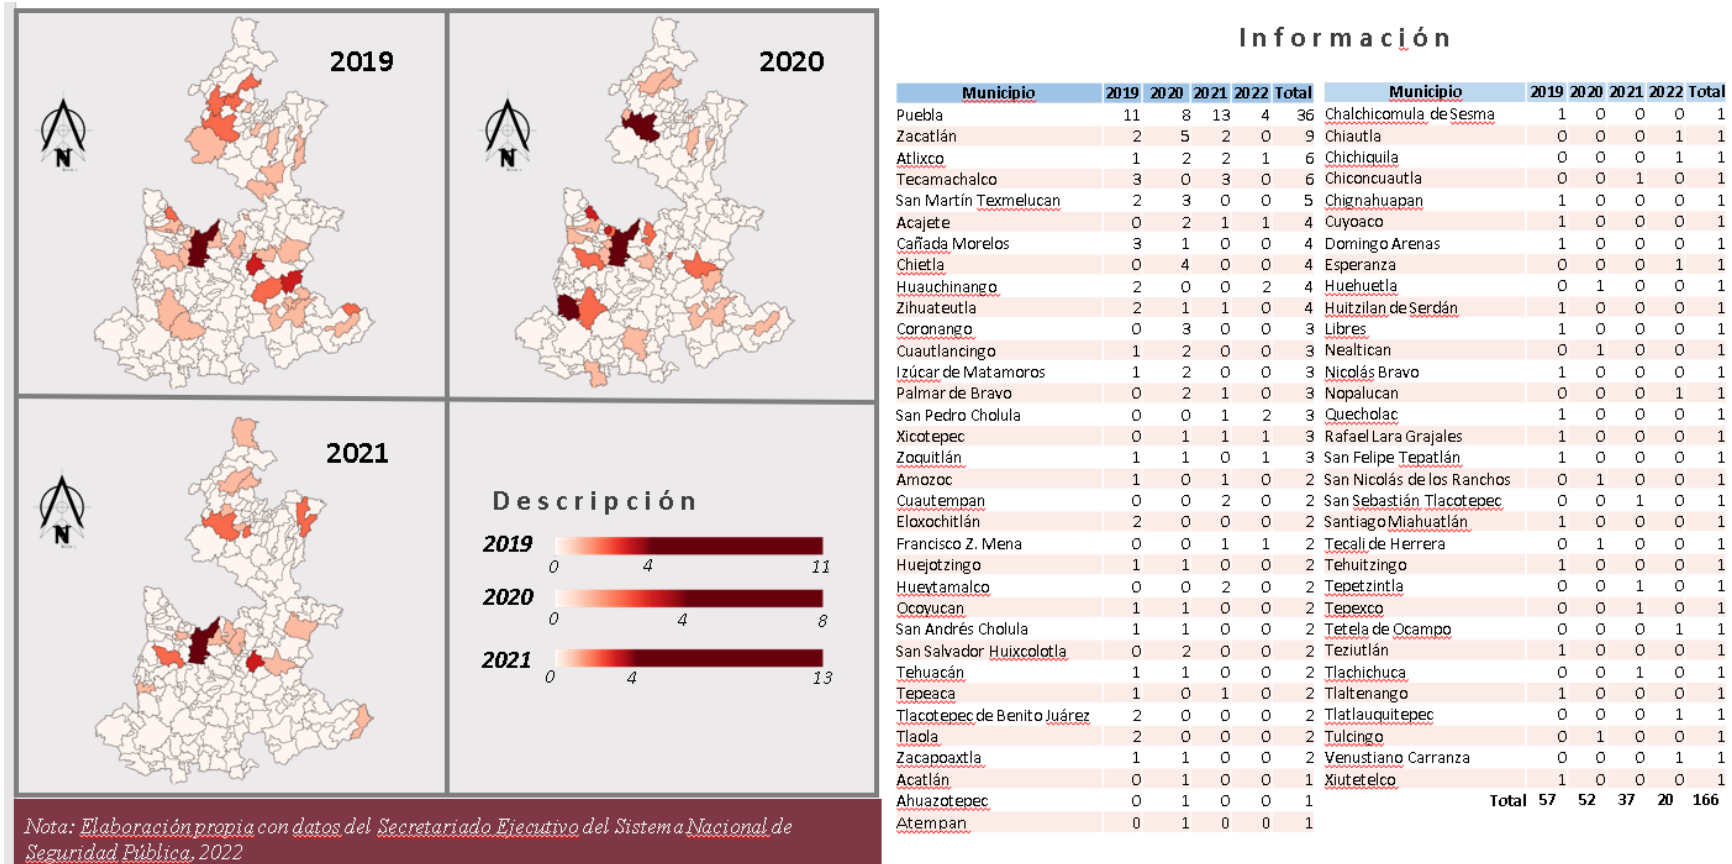 2019
N
2020
N
2021
N
Descripción
2019
0 4 11
2020
0 4 8
2021
0 4 13
Nota: Elaboración propia con datos del Secretariado Ejecutivo del Sistema Nacional de
Seguridad Pública, 2022
Información
Municipio 2019 2020 2021 2022 Total
Puebla 11 8 13 4 36
Zacatlán 2 5 2 0 9
Atlixco 1 2 2 1 6
Tecamachalco 3 0 3 0 6
San Martín Texmelucan 2 3 0 0 5
Acajete 0 2 1 1 4
Cañada Morelos 3 1 0 0 4
Chietla 0 4 0 0 4
Huauchinango 2 0 0 2 4
Zihuateutla 2 1 1 0 4
Coronango 0 3 0 0 3
Cuautlancingo 1 2 0 0 3
Izúcar de Matamoros 1 2 0 0 3
Palmar de Bravo 0 2 1 0 3
San Pedro Cholula 0 0 1 2 3
Xicotepec 0 1 1 1 3
Zoquitlán 1 1 0 1 3
Amozoc 1 0 1 0 2
Cuautempan 0 0 2 0 2
Eloxochitlán 2 0 0 0 2
Francisco Z. Mena 0 0 1 1 2
Huejotzingo 1 1 0 0 2
Hueytamalco 0 0 2 0 2
Ocoyucan 1 1 0 0 2
San Andrés Cholula 1 1 0 0 2
San Salvador Huixcolotla 0 2 0 0 2
Tehuacán 1 1 0 0 2
Tepeaca 1 0 1 0 2
Tlacotepec de Benito Juárez 2 0 0 0 2
Tlaola 2 0 0 0 2
Zacapoaxtla 1 1 0 0 2
Acatlán 0 1 0 0 1
Ahuazotepec 0 1 0 0 1
Atempan 0 1 0 0 1
Municipio 2019 2020 2021 2022 Total
Chalchicomula de Sesma 1 0 0 0 1
Chiautla 0 0 0 1 1
Chichiquila 0 0 0 1 1
Chiconcuautla 0 0 1 0 1
Chignahuapan 1 0 0 0 1
Cuyoaco 1 0 0 0 1
Domingo Arenas 1 0 0 0 1
Esperanza 0 0 0 1 1
Huehuetla 0 1 0 0 1
Huitzilan de Serdán 1 0 0 0 1
Libres 1 0 0 0 1
Nealtican 0 1 0 0 1
Nicolás Bravo 1 0 0 0 1
Nopalucan 0 0 0 1 1
Quecholac 1 0 0 0 1
Rafael Lara Grajales 1 0 0 0 1
San Felipe Tepatlán 1 0 0 0 1
San Nicolás de los Ranchos 0 1 0 0 1
San Sebastián Tlacotepec 0 0 1 0 1
Santiago Miahuatlán 1 0 0 0 1
Tecali de Herrera 0 1 0 0 1
Tehuitzingo 1 0 0 0 1
Tepetzintla 0 0 1 0 1
Tepexco 0 0 1 0 1
Tetela de Ocampo 0 0 0 1 1
Teziutlán 1 0 0 0 1
Tlachichuca 0 0 1 0 1
Tlaltenango 1 0 0 0 1
Tlatlauquitepec 0 0 0 1 1
Tulcingo 0 1 0 0 1
Venustiano Carranza 0 0 0 1 1
Xiutetelco 1 0 0 0 1
Total 57 52 37 20 166